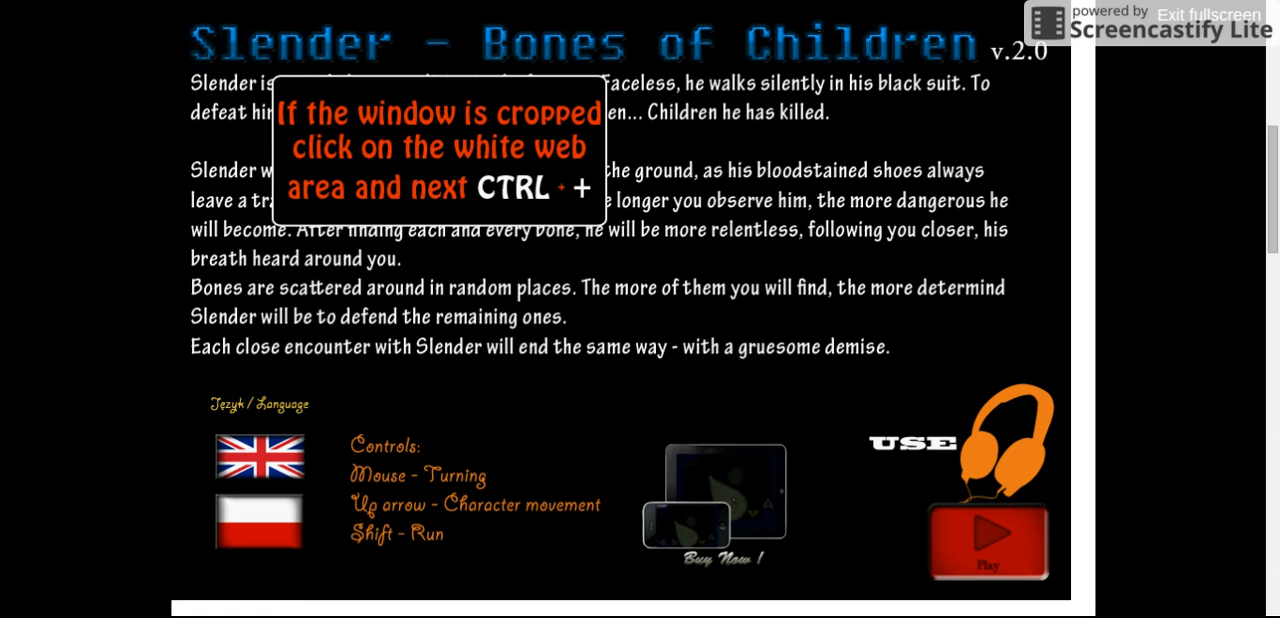 Slender - Bones of Children v.2.0
powered by
Screencastify Lite
Exit fullscreen
Slender is Faceless, he walks silently in his black suit. To
defeat him en... Children he has killed.
If the window is cropped
click on the white web
area and next CTRL + +
Slender w the ground, as his bloodstained shoes always
leave a tra longer you observe him, the more dangerous he
will become. After finding each and every bone, he will be more relentless, following you closer, his
breath heard around you.
Bones are scattered around in random places. The more of them you will find, the more determind
Slender will be to defend the remaining ones.
Each close encounter with Slender will end the same way - with a gruesome demise.
Język / Language
Controls:
Mouse - Turning
Up arrow - Character movement
Shift - Run
Buy Now !
USE
Play